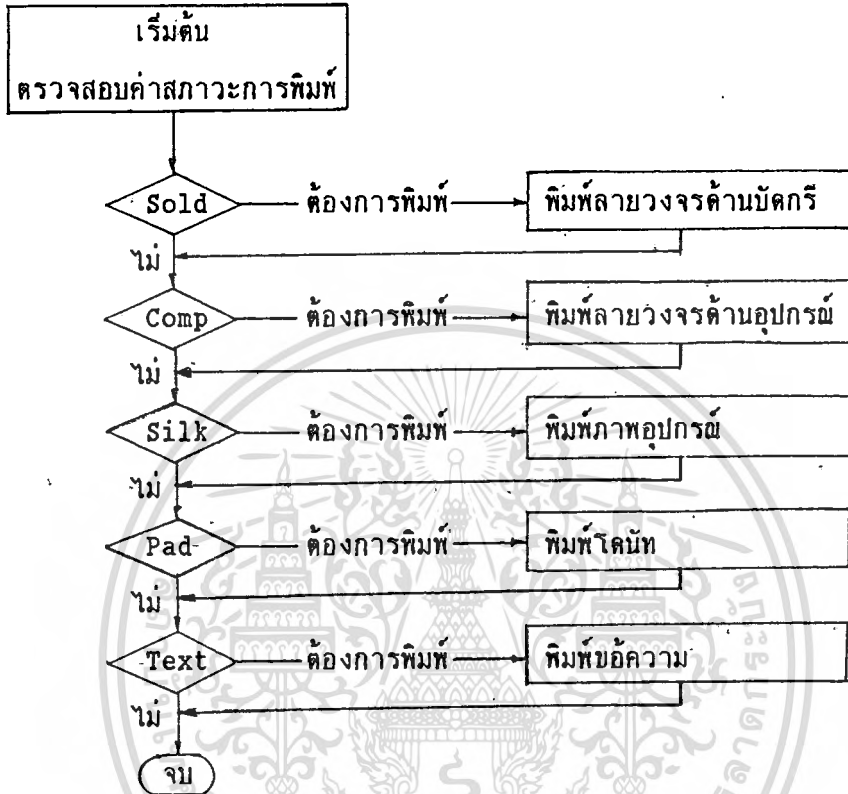 เริ่มต้น
ตรวจสอบค่าสภาวะการพิมพ์
Sold ต้องการพิมพ์ พิมพ์ลายวงจรด้านบัดกรี
ไม่
Comp ต้องการพิมพ์ พิมพ์ลายวงจรด้านอุปกรณ์
ไม่
Silk ต้องการพิมพ์ พิมพ์ภาพอุปกรณ์
ไม่
Pad ต้องการพิมพ์ พิมพ์โดนัท
ไม่
Text ต้องการพิมพ์ พิมพ์ขอ้ความ
ไม่
จบ